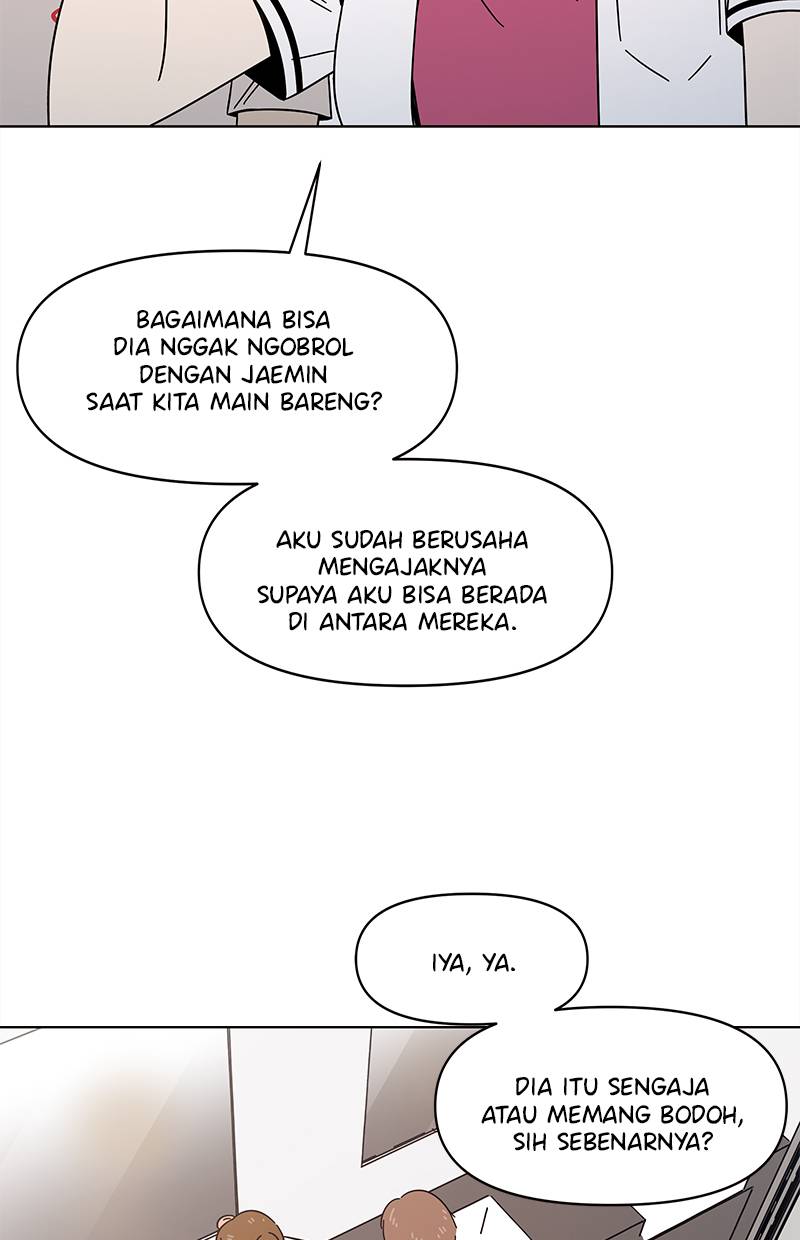 BAGAIMANA BISA
DIA NGGAK NGOBROL
DENGAN JAEMIN
SAAT KITA MAIN BARENG?
AKU SUDAH BERUSAHA
MENGAJAKNYA
SUPAYA AKU BISA BERADA
DI ANTARA MEREKA.
IYA, YA.
DIA ITU SENGAJA
ATAU MEMANG BODOH,
SIH SEBENARNYA?